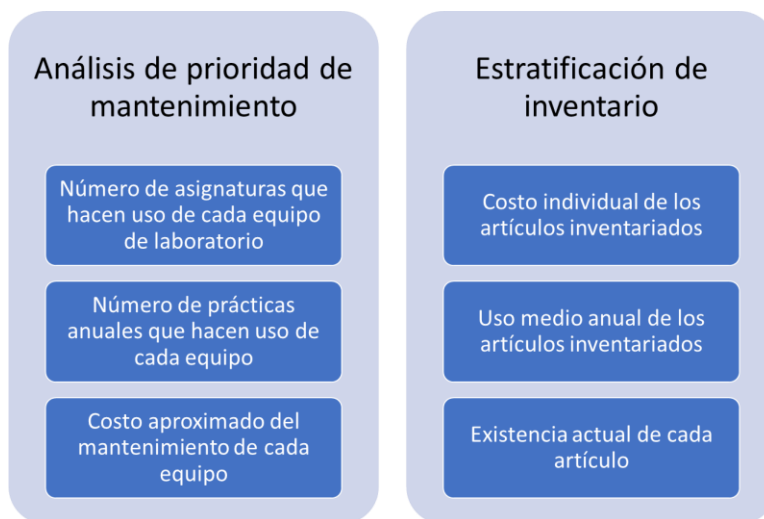 Análisis de prioridad de
mantenimiento
Número de asignaturas que
hacen uso de cada equipo
de laboratorio
Número de prácticas
anuales que hacen uso de
cada equipo
Costo aproximado del
mantenimiento de cada
equipo
Estratificación de
inventario
Costo individual de los
artículos inventariados
Uso medio anual de los
artículos inventariados
Existencia actual de cada
artículo